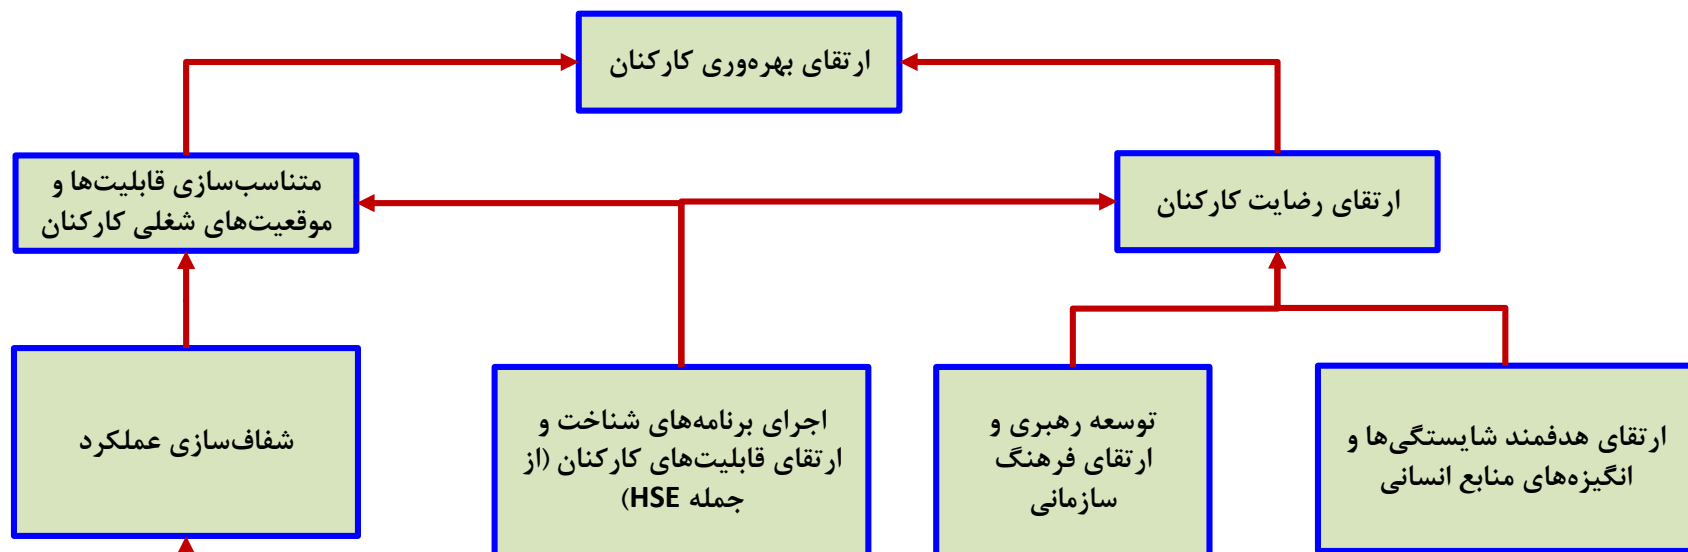 ارتقای بهره‌وری کارکنان
ارتقای رضایت کارکنان
متناسب‌سازی قابلیت‌ها و
موقعیت‌های شغلی کارکنان
ارتقای هدفمند شایستگی‌ها و
انگیزه‌های منابع انسانی
توسعه رهبری و
ارتقای فرهنگ
سازمانی
اجرای برنامه‌های شناخت و
ارتقای قابلیت‌های کارکنان (از
جمله HSE)
شفاف‌سازی عملکرد